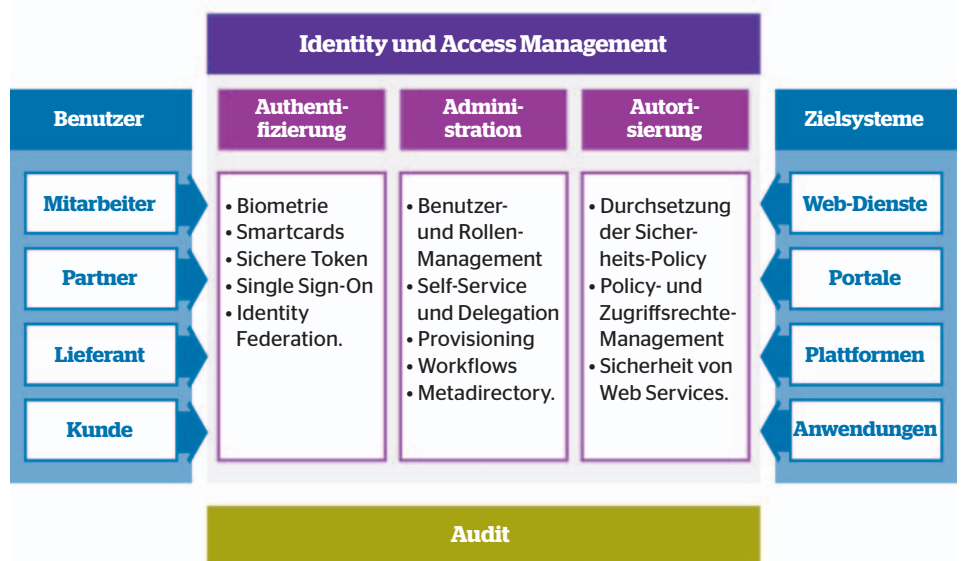 Identity und Access Management
Benutzer
Mitarbeiter
Partner
Lieferant
Kunde
Authenti-
fizierung
• Biometrie
• Smartcards
• Sichere Token
• Single Sign-On
• Identity
Federation.
Admini-
stration
• Benutzer-
und Rollen-
Management
• Self-Service
und Delegation
• Provisioning
• Workflows
• Metadirectory.
Autori-
sierung
• Durchsetzung
der Sicher-
heits-Policy
• Policy- und
Zugriffsrechte-
Management
• Sicherheit von
Web Services.
Zielsysteme
Web-Dienste
Portale
Plattformen
Anwendungen
Audit